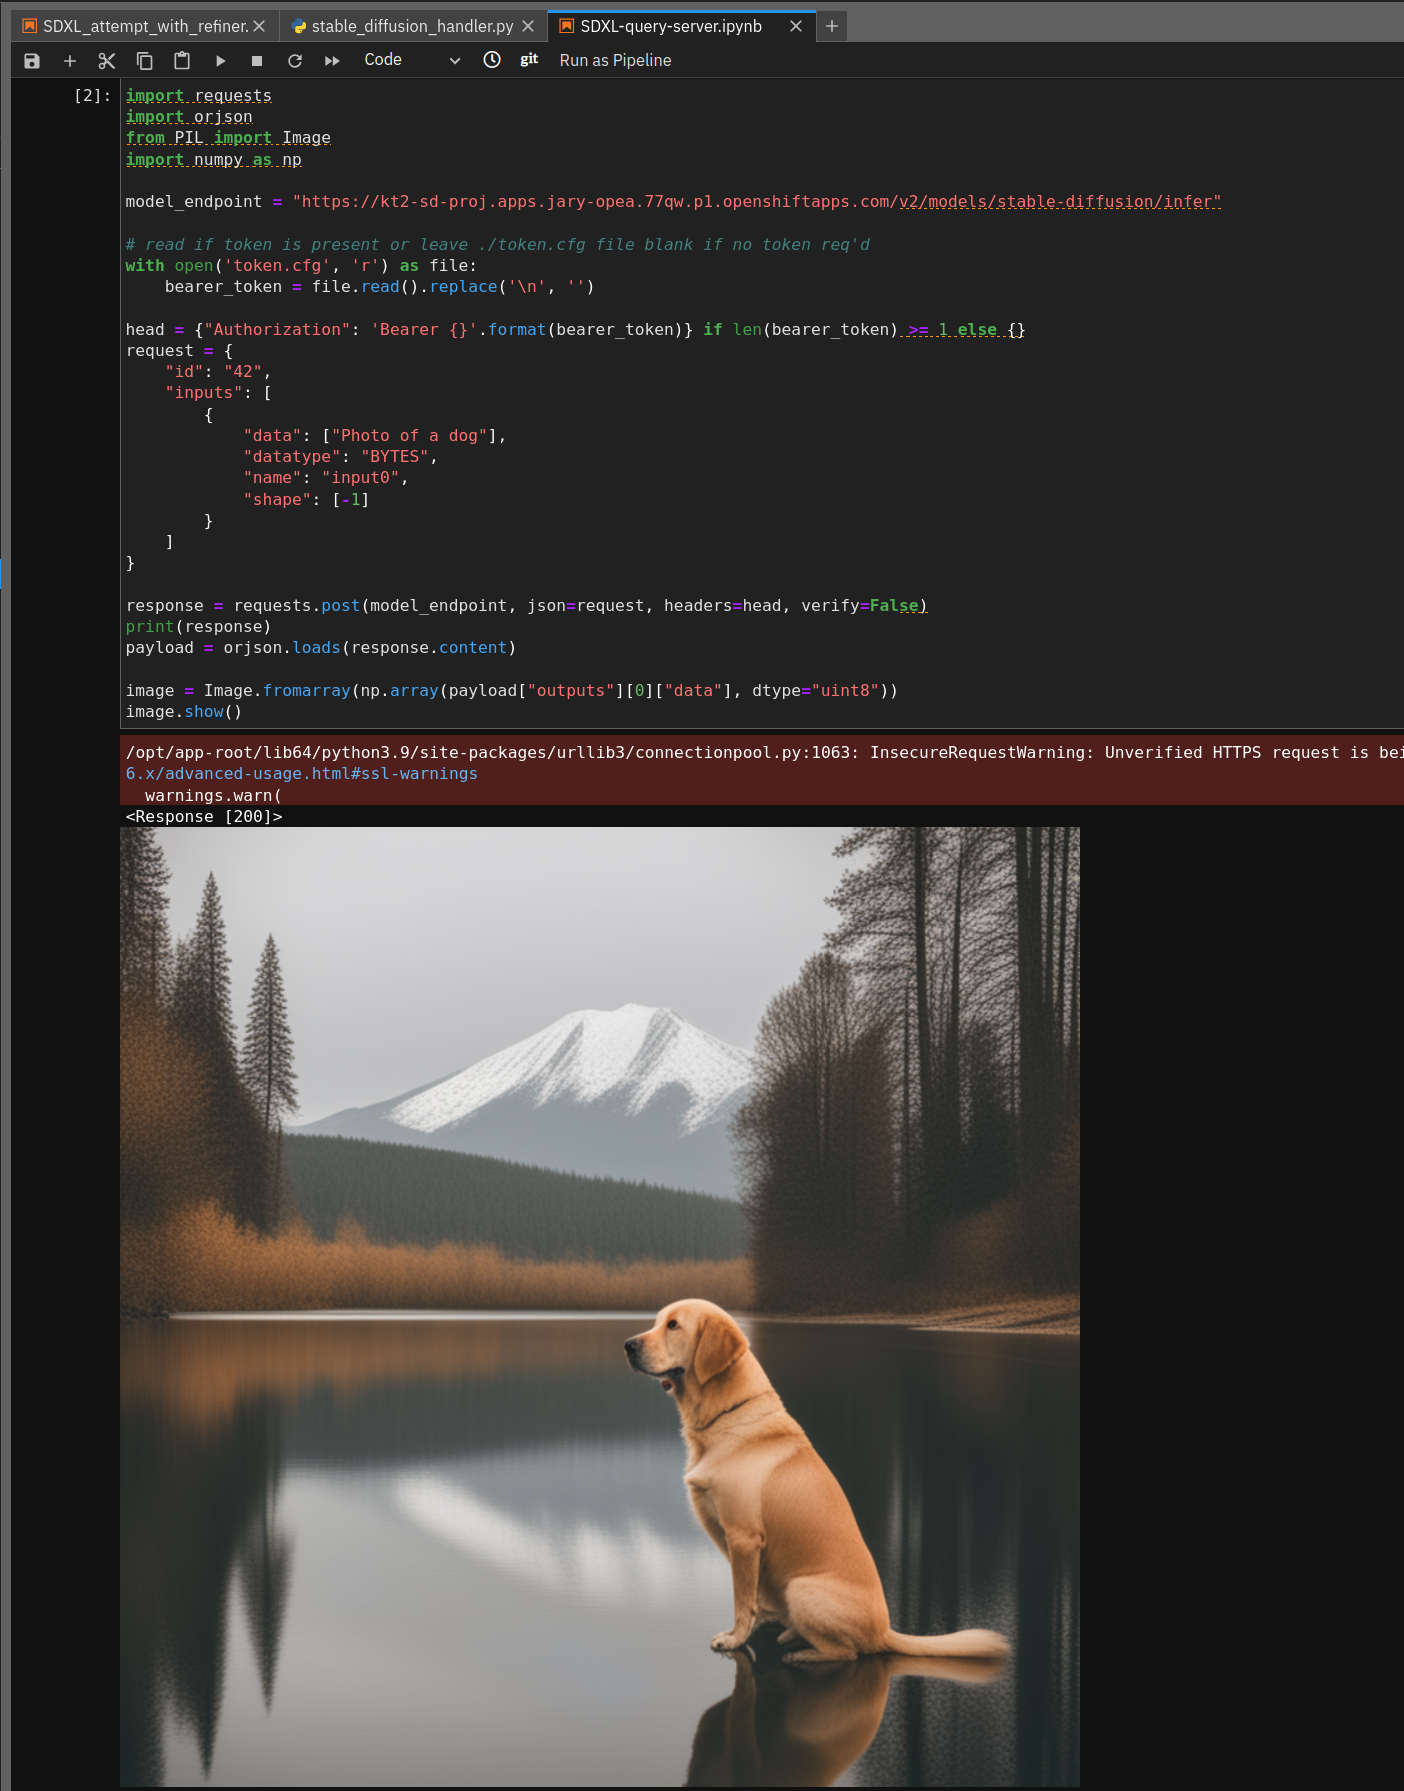 SDXL_attempt_with_refiner.
stable_diffusion_handler.py
SDXL-query-server.ipynb
Code
git
Run as Pipeline
[2]:
import requests
import orjson
from PIL import Image
import numpy as np
model_endpoint = "https://kt2-sd-proj.apps.jary-opea.77qw.p1.openshiftapps.com/v2/models/stable-diffusion/infer"
# read if token is present or leave ./token.cfg file blank if no token req'd
with open('token.cfg', 'r') as file:
    bearer_token = file.read().replace('\n', '')
head = {"Authorization": 'Bearer {}'.format(bearer_token)} if len(bearer_token) >= 1 else {}
request = {
    "id": "42",
    "inputs": [
        {
            "data": ["Photo of a dog"],
            "datatype": "BYTES",
            "name": "input0",
            "shape": [-1]
        }
    ]
}
response = requests.post(model_endpoint, json=request, headers=head, verify=False)
print(response)
payload = orjson.loads(response.content)
image = Image.fromarray(np.array(payload["outputs"][0]["data"], dtype="uint8"))
image.show()
/opt/app-root/lib64/python3.9/site-packages/urllib3/connectionpool.py:1063: InsecureRequestWarning: Unverified HTTPS request is bei
6.x/advanced-usage.html#ssl-warnings
  warnings.warn(
<Response [200]>